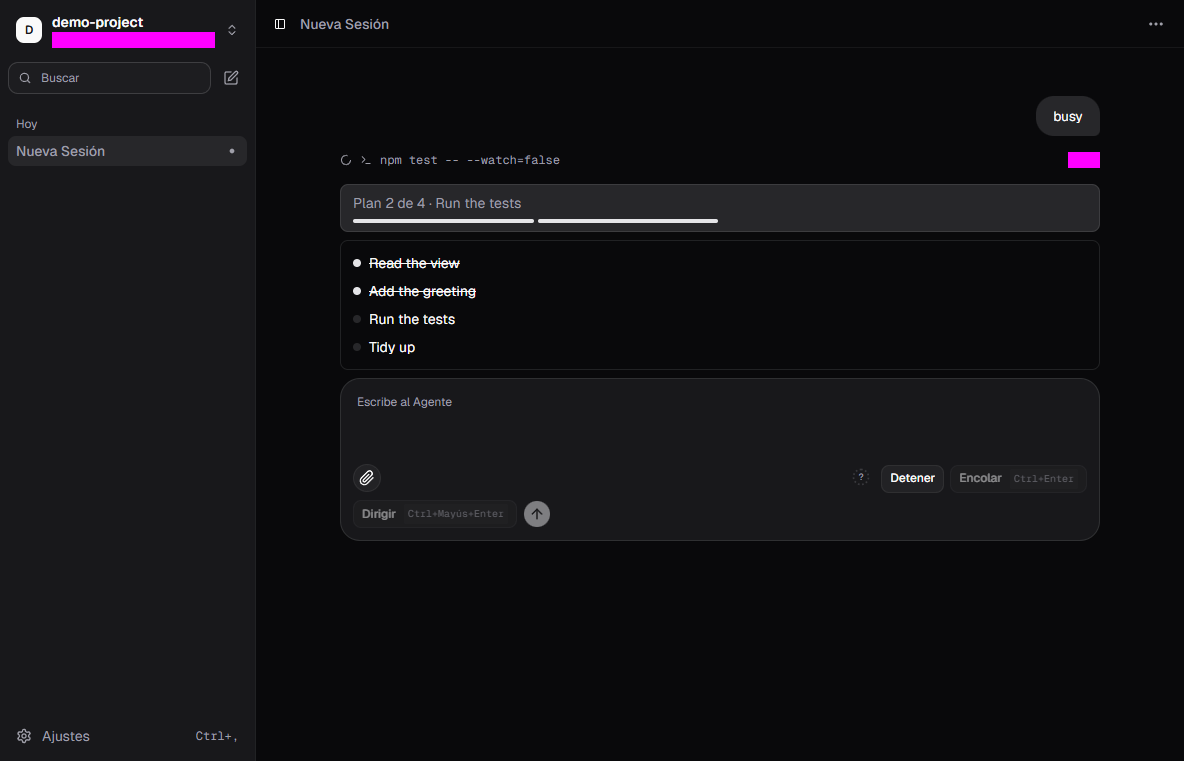 D
demo-project
Buscar
Hoy
Nueva Sesión
Ajustes
Ctrl+,
Nueva Sesión
busy
npm test -- --watch=false
Plan 2 de 4 · Run the tests
Read the view
Add the greeting
Run the tests
Tidy up
Escribe al Agente
? Detener Encolar Ctrl+Enter
Dirigir Ctrl+Mayús+Enter